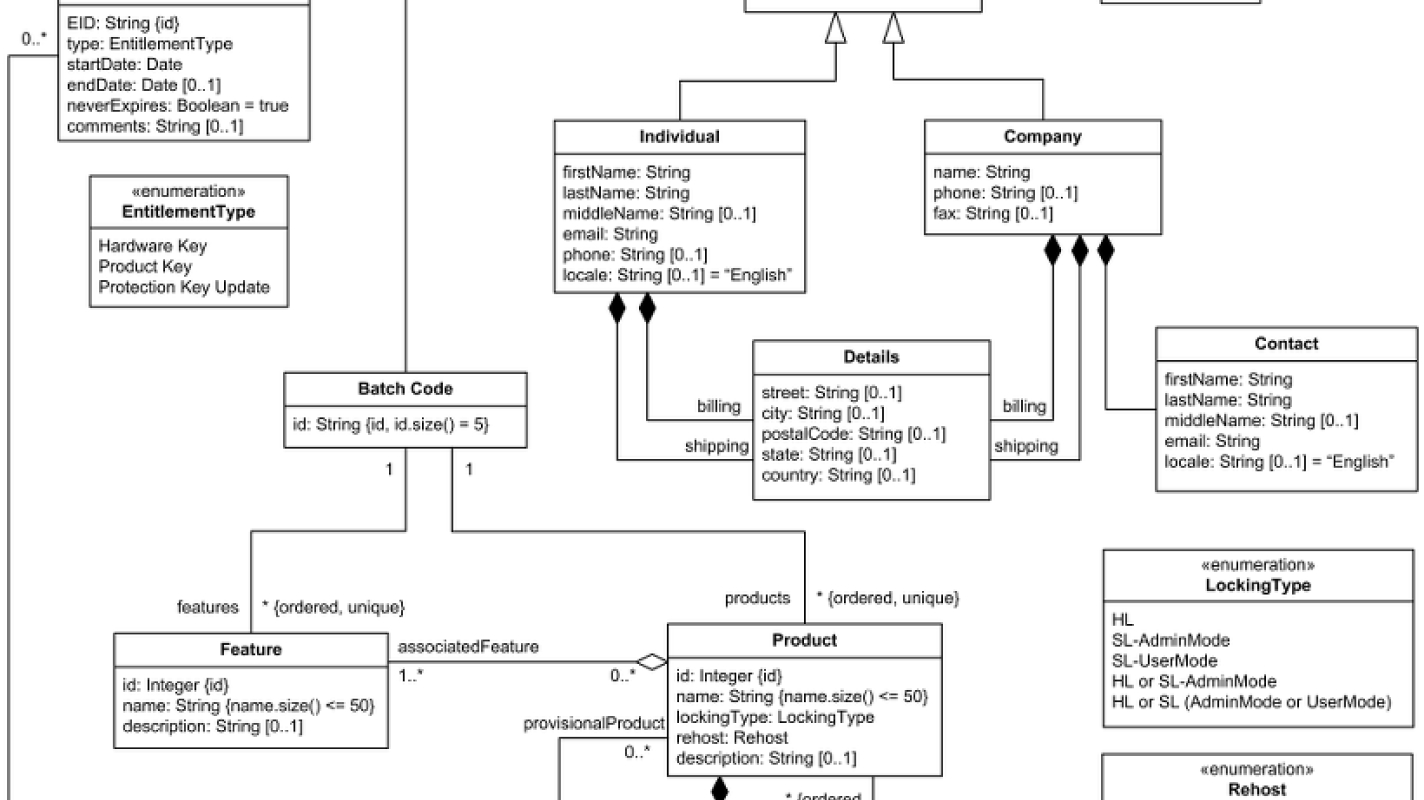 EID: String {id}
type: EntitlementType
startDate: Date
endDate: Date [0..1]
neverExpires: Boolean = true
comments: String [0..1]
0..*
«enumeration»
EntitlementType
Hardware Key
Product Key
Protection Key Update
Individual
firstName: String
lastName: String
middleName: String [0..1]
email: String
phone: String [0..1]
locale: String [0..1] = “English”
Company
name: String
phone: String [0..1]
fax: String [0..1]
Details
street: String [0..1]
city: String [0..1]
postalCode: String [0..1]
state: String [0..1]
country: String [0..1]
billing
shipping
billing
shipping
Contact
firstName: String
lastName: String
middleName: String [0..1]
email: String
locale: String [0..1] = “English”
Batch Code
id: String {id, id.size() = 5}
1
1
features
* {ordered, unique}
products
* {ordered, unique}
Feature
id: Integer {id}
name: String {name.size() <= 50}
description: String [0..1]
associatedFeature
1..*
0..*
Product
id: Integer {id}
name: String {name.size() <= 50}
lockingType: LockingType
rehost: Rehost
description: String [0..1]
provisionalProduct
0..*
* {ordered
«enumeration»
LockingType
HL
SL-AdminMode
SL-UserMode
HL or SL-AdminMode
HL or SL (AdminMode or UserMode)
«enumeration»
Rehost